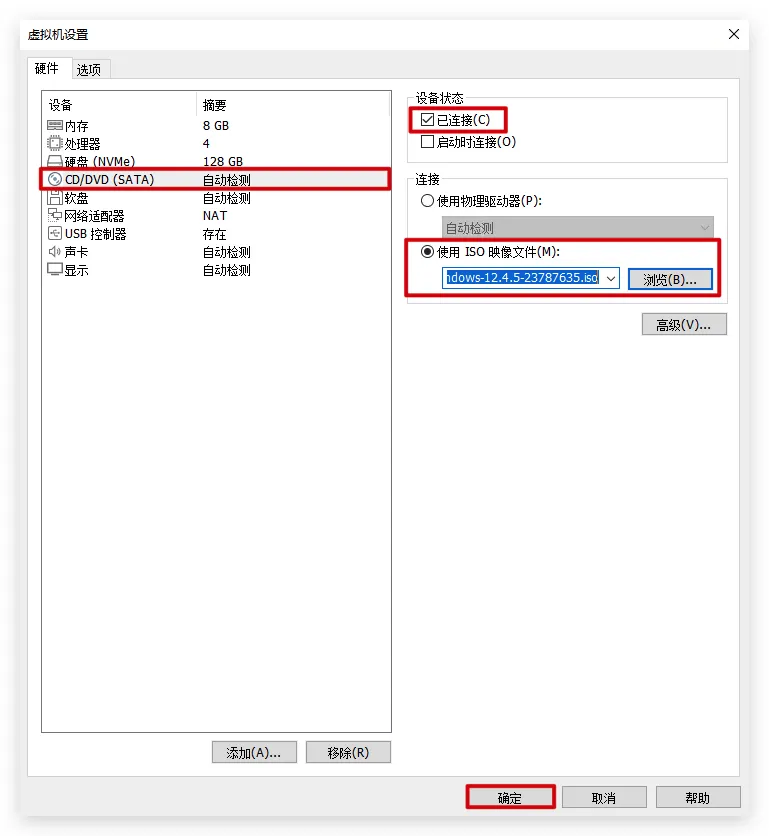 虚拟机设置
硬件 选项
设备 摘要
内存 8 GB
处理器 4
硬盘 (NVMe) 128 GB
CD/DVD (SATA) 自动检测
软盘 自动检测
网络适配器 NAT
USB 控制器 存在
声卡 自动检测
显示 自动检测
添加(A)... 移除(R)
设备状态
已连接(C)
启动时连接(O)
连接
使用物理驱动器(P):
自动检测
使用 ISO 映像文件(M):
ndows-12.4.5-23787635.iso 浏览(B)...
高级(V)...
确定 取消 帮助